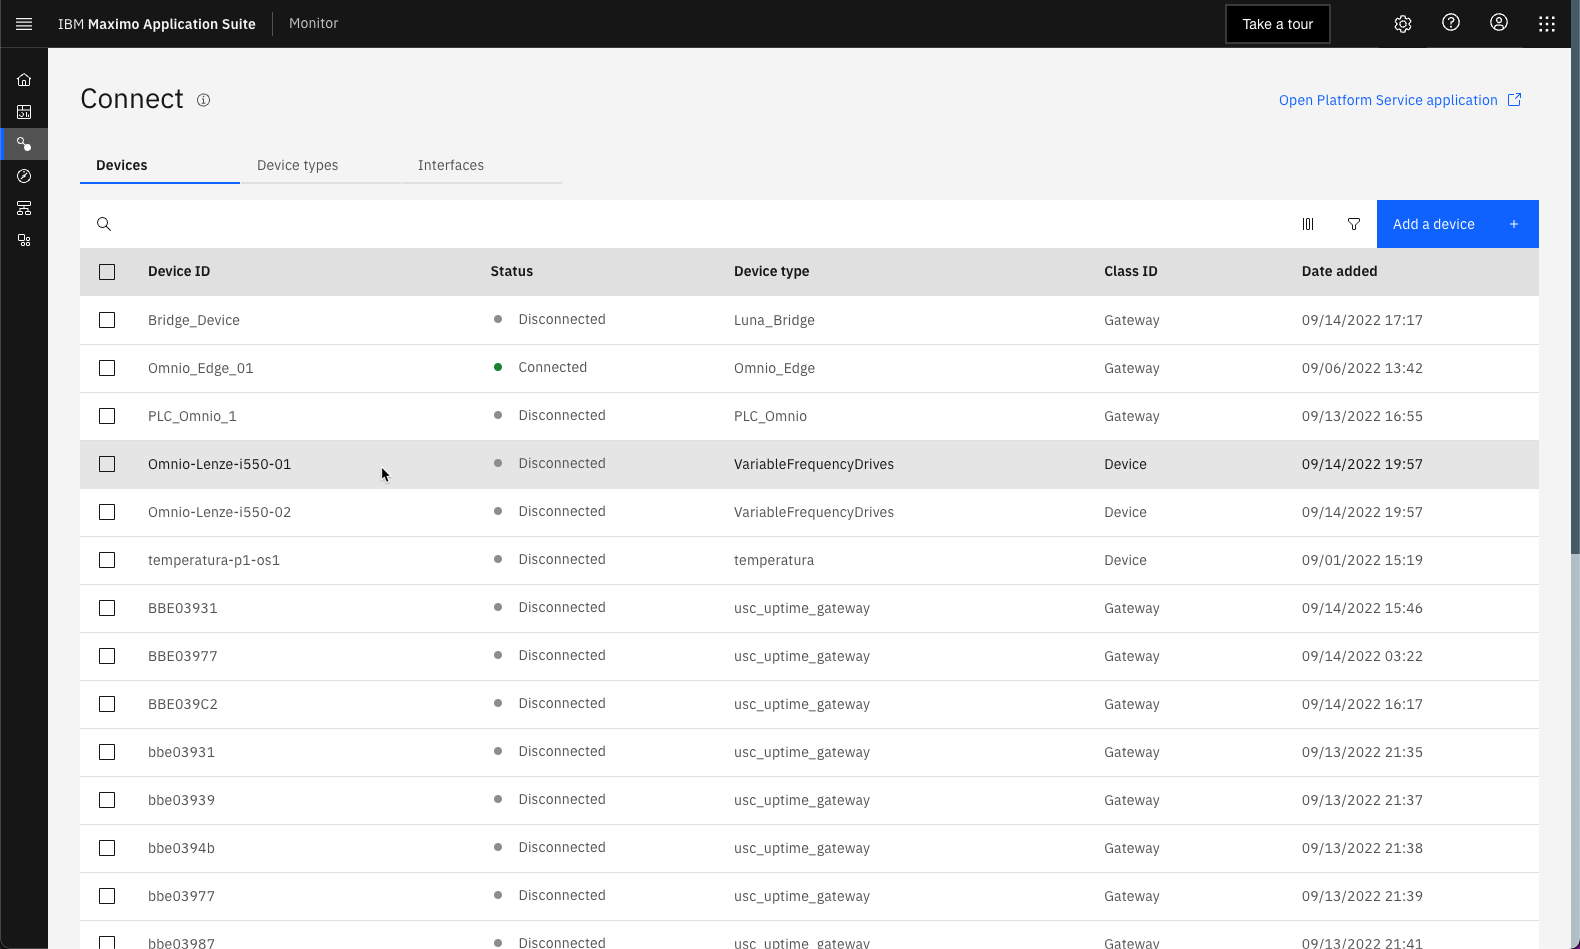 IBM Maximo Application Suite Monitor Take a tour
Connect
Open Platform Service application
Devices Device types Interfaces
Add a device +
Device ID Status Device type Class ID Date added
Bridge_Device Disconnected Luna_Bridge Gateway 09/14/2022 17:17
Omnio_Edge_01 Connected Omnio_Edge Gateway 09/06/2022 13:42
PLC_Omnio_1 Disconnected PLC_Omnio Gateway 09/13/2022 16:55
Omnio-Lenze-i550-01 Disconnected VariableFrequencyDrives Device 09/14/2022 19:57
Omnio-Lenze-i550-02 Disconnected VariableFrequencyDrives Device 09/14/2022 19:57
temperatura-p1-os1 Disconnected temperatura Device 09/01/2022 15:19
BBE03931 Disconnected usc_uptime_gateway Gateway 09/14/2022 15:46
BBE03977 Disconnected usc_uptime_gateway Gateway 09/14/2022 03:22
BBE039C2 Disconnected usc_uptime_gateway Gateway 09/14/2022 16:17
bbe03931 Disconnected usc_uptime_gateway Gateway 09/13/2022 21:35
bbe03939 Disconnected usc_uptime_gateway Gateway 09/13/2022 21:37
bbe0394b Disconnected usc_uptime_gateway Gateway 09/13/2022 21:38
bbe03977 Disconnected usc_uptime_gateway Gateway 09/13/2022 21:39
bbe03987 Disconnected usc_uptime_gateway Gateway 09/13/2022 21:41